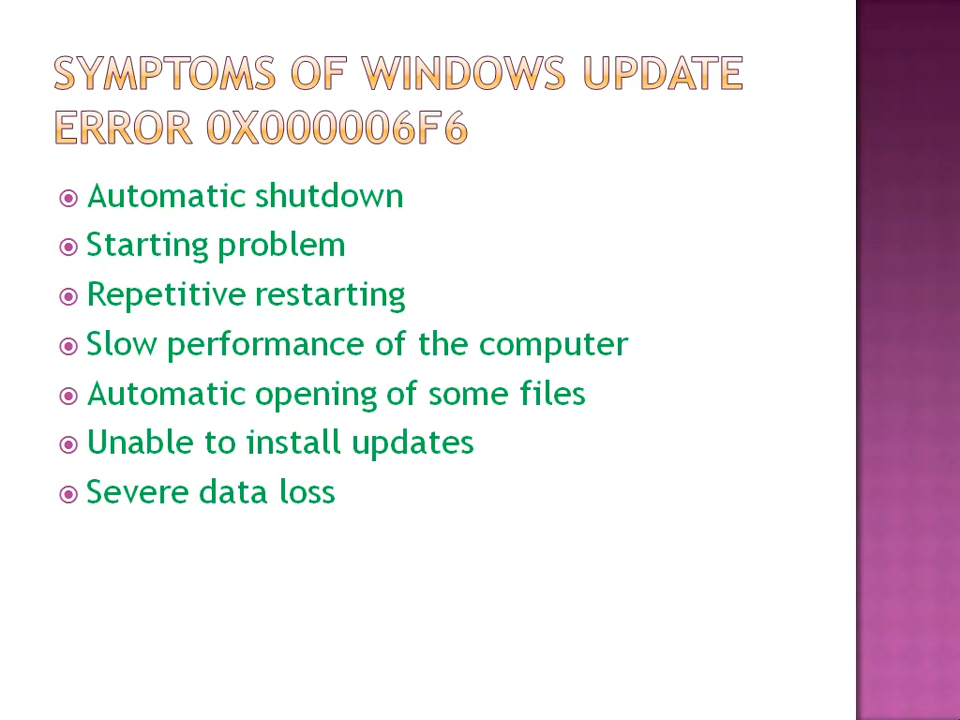 SYMPTOMS OF WINDOWS UPDATE
ERROR 0X000006F6
Automatic shutdown
Starting problem
Repetitive restarting
Slow performance of the computer
Automatic opening of some files
Unable to install updates
Severe data loss